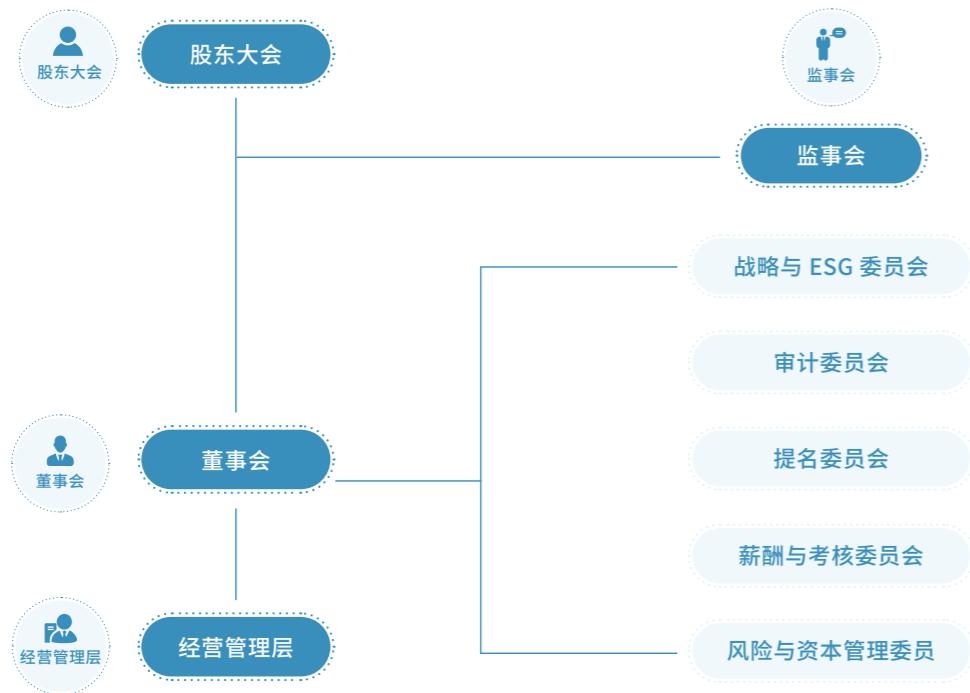 股东大会
股东大会
监事会
监事会
战略与 ESG 委员会
审计委员会
提名委员会
董事会
董事会
薪酬与考核委员会
经营管理层
经营管理层
风险与资本管理委员